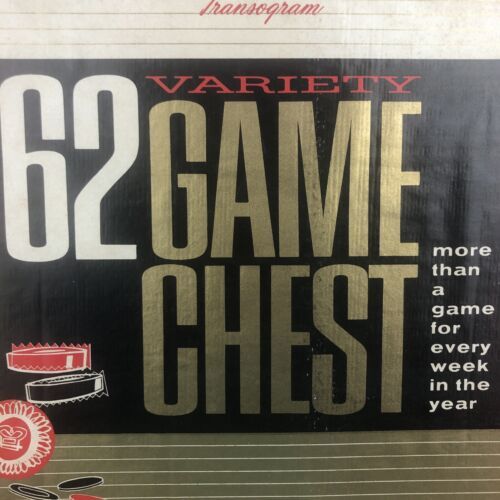 Transogram
VARIETY
62 GAME
CHEST
more
than
a
game
for
every
week
in the
year